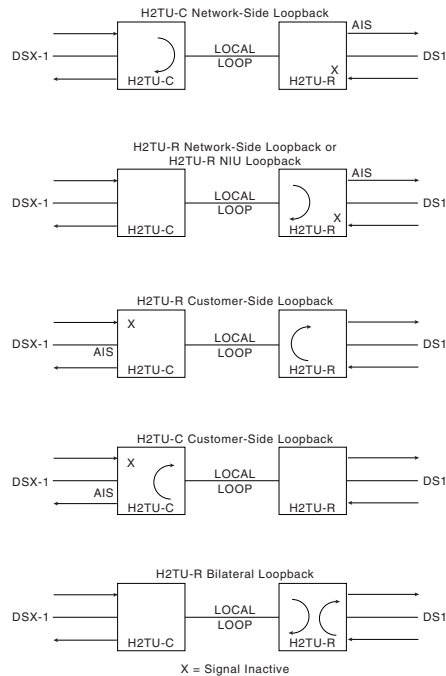 H2TU-C Network-Side Loopback
AIS
DSX-1 LOCAL LOOP DS1
X
H2TU-C H2TU-R
H2TU-R Network-Side Loopback or
H2TU-R NIU Loopback
AIS
DSX-1 LOCAL LOOP DS1
X
H2TU-C H2TU-R
H2TU-R Customer-Side Loopback
X
DSX-1 LOCAL LOOP DS1
AIS
H2TU-C H2TU-R
H2TU-C Customer-Side Loopback
X
DSX-1 LOCAL LOOP DS1
AIS
H2TU-C H2TU-R
H2TU-R Bilateral Loopback
DSX-1 LOCAL LOOP DS1
H2TU-C H2TU-R
X = Signal Inactive